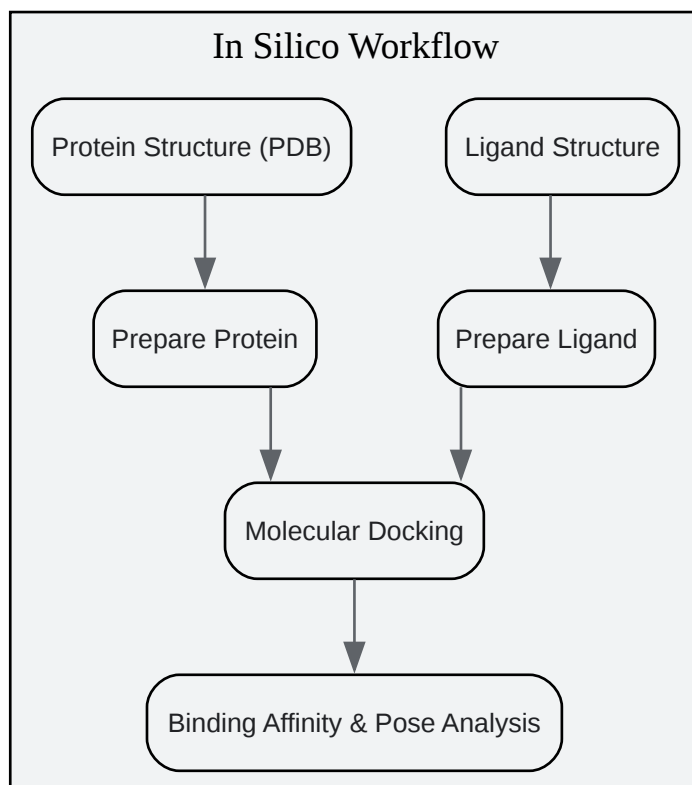 In Silico Workflow
Protein Structure (PDB)
Ligand Structure
Prepare Protein
Prepare Ligand
Molecular Docking
Binding Affinity & Pose Analysis